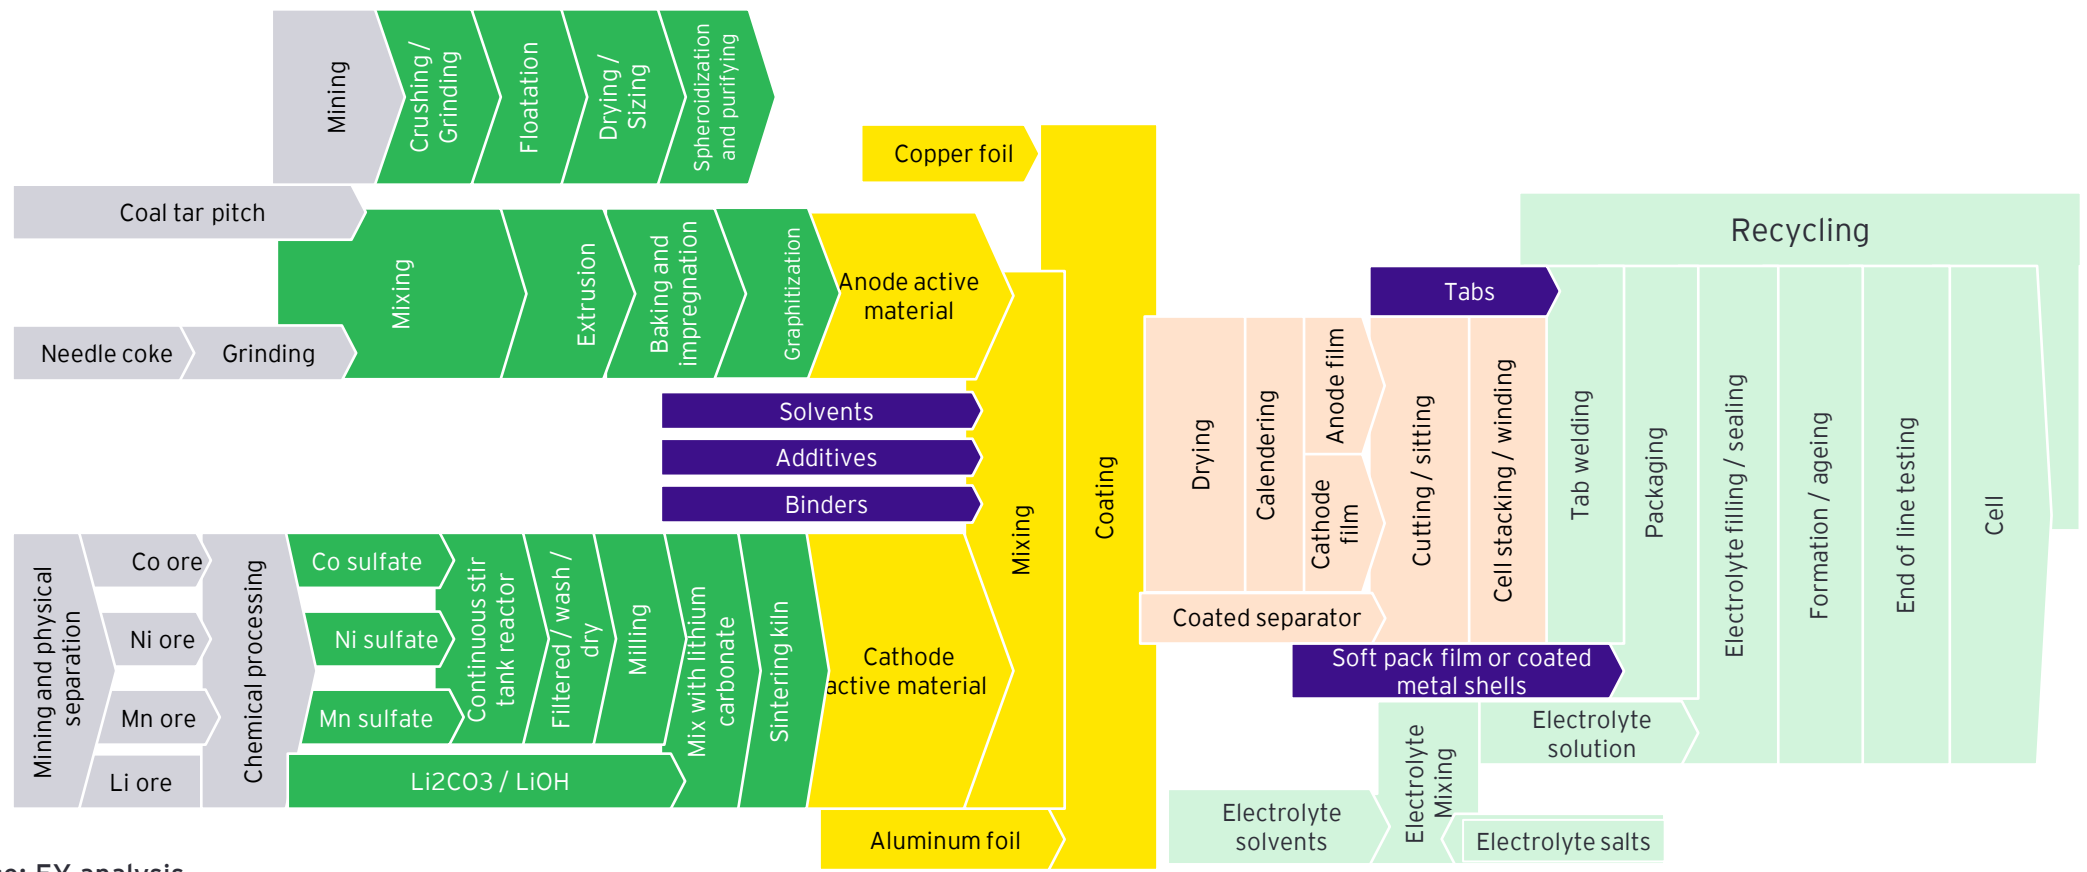 Mining
Crushing /
Grinding
Floatation
Drying /
Sizing
Spheroidization
and purifying
Coal tar pitch
Needle coke
Grinding
Mixing
Extrusion
Baking and
impregnation
Graphitization
Anode active
material
Copper foil
Solvents
Additives
Binders
Mining and physical
separation
Co ore
Ni ore
Mn ore
Li ore
Chemical processing
Co sulfate
Ni sulfate
Mn sulfate
Li2CO3 / LiOH
Continuous stir
tank reactor
Filtered / wash /
dry
Milling
Mix with lithium
carbonate
Sintering kiln
Cathode
active material
Mixing
Aluminum foil
Coating
Drying
Calendering
Anode film
Cathode
film
Coated separator
Tabs
Cutting / sitting
Cell stacking / winding
Soft pack film or coated
metal shells
Recycling
Tab welding
Packaging
Electrolyte filling / sealing
Formation / ageing
End of line testing
Cell
Electrolyte
solution
Electrolyte
Mixing
Electrolyte
solvents
Electrolyte salts
EY analysis